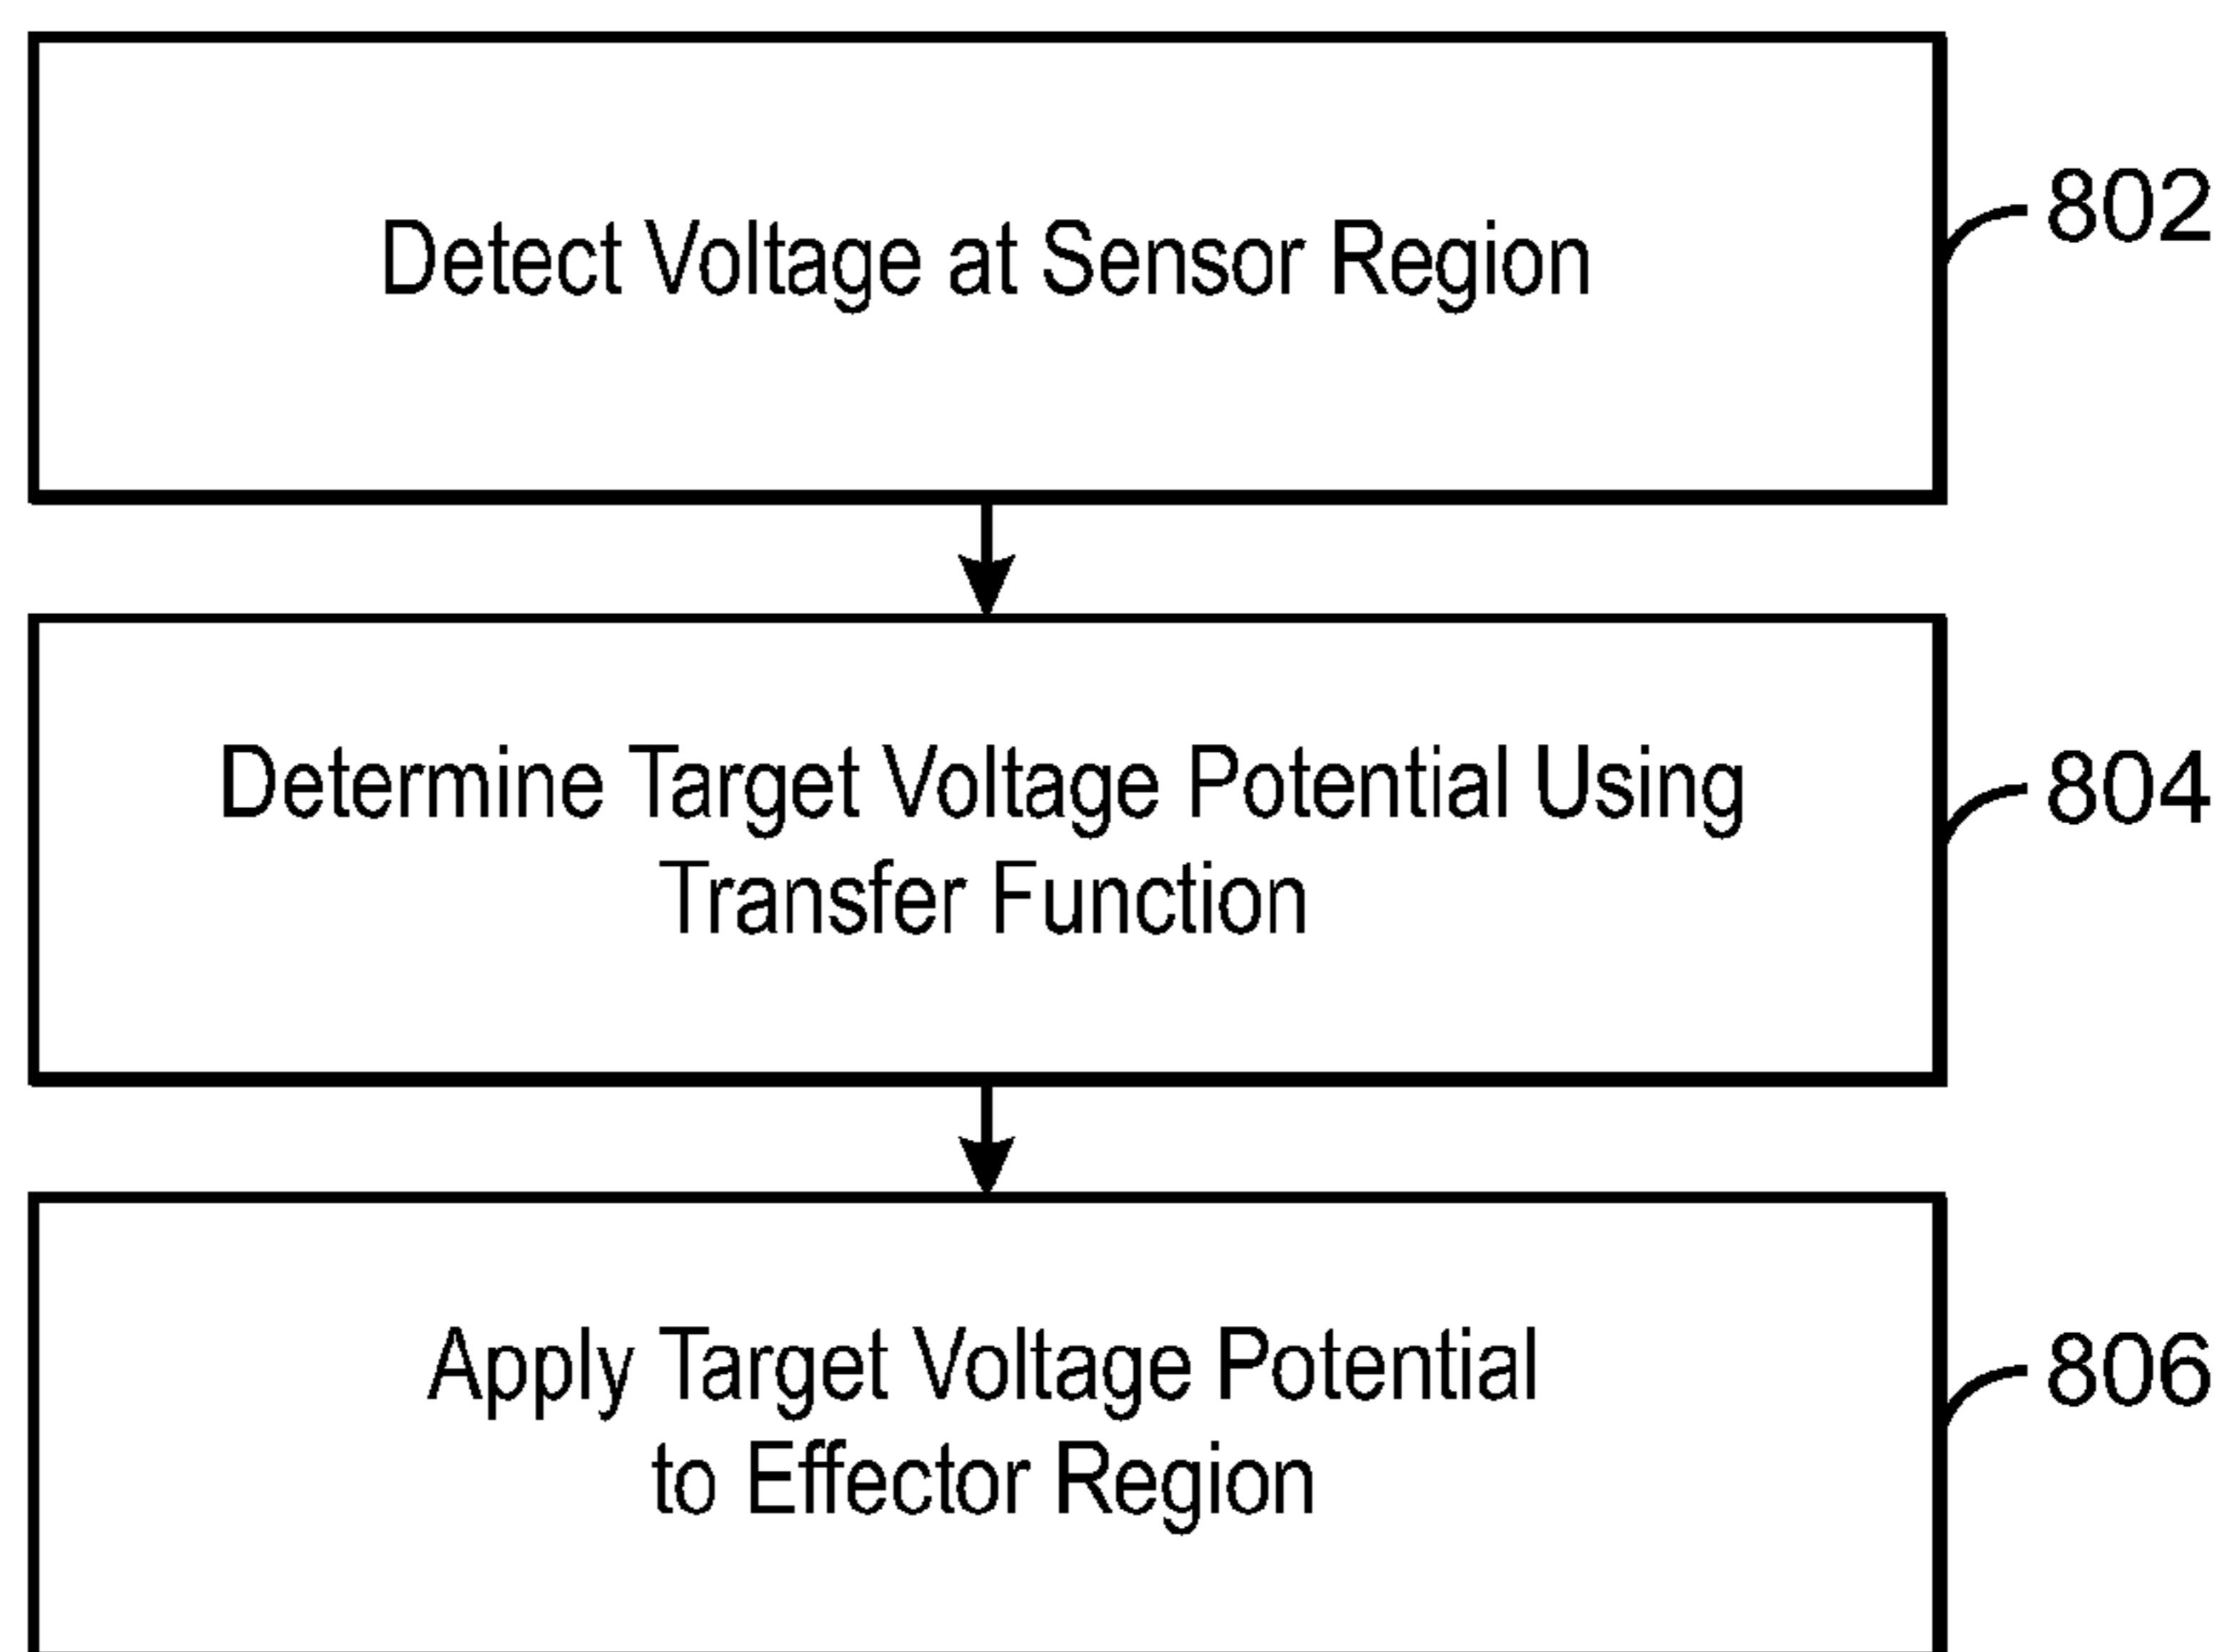 Detect Voltage at Sensor Region
802
Determine Target Voltage Potential Using
Transfer Function
804
Apply Target Voltage Potential
to Effector Region
806